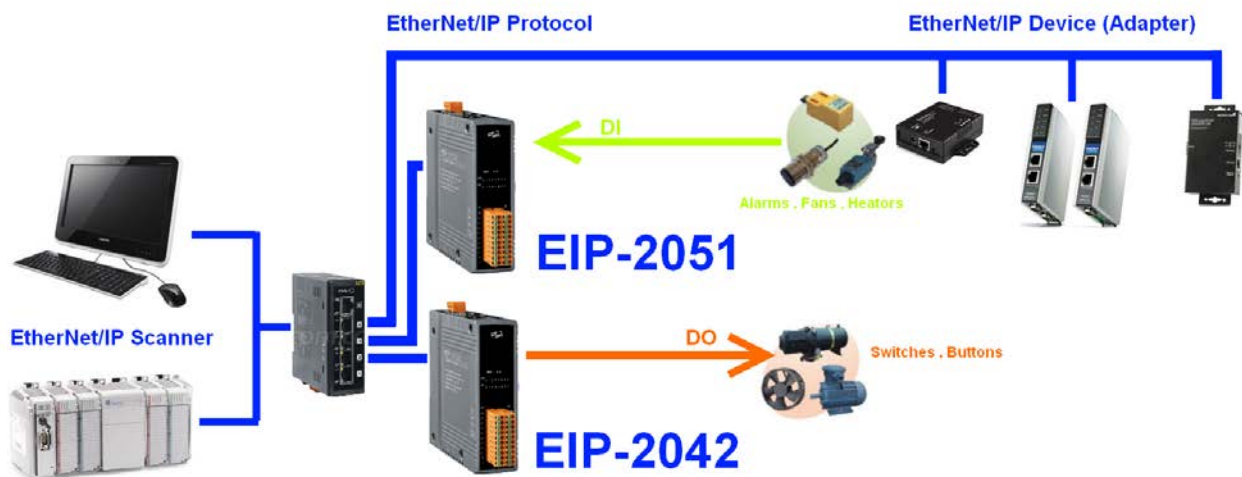 EtherNet/IP Protocol
EtherNet/IP Device (Adapter)
DI
Alarms . Fans . Heators
EIP-2051
EtherNet/IP Scanner
DO
Switches . Buttons
EIP-2042